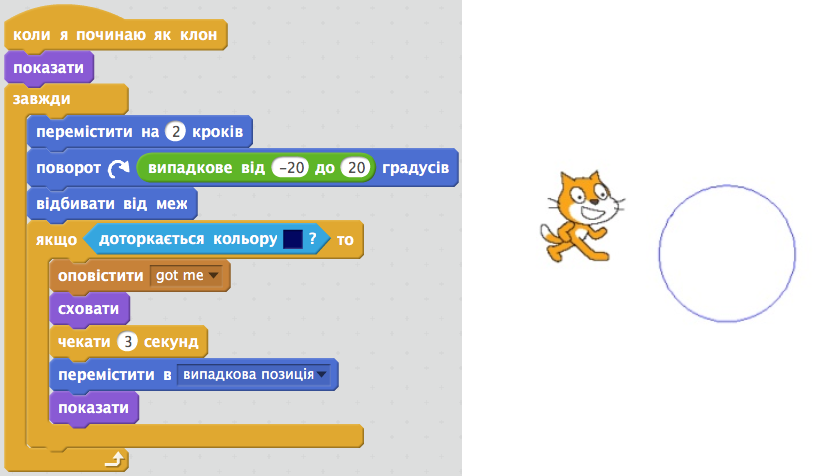 коли я починаю як клон
показати
завжди
перемістити на 2 кроків
поворот випадкове від -20 до 20 градусів
відбивати від меж
якщо доторкається кольору ? то
оповістити got me
сховати
чекати 3 секунд
перемістити в випадкова позиція
показати